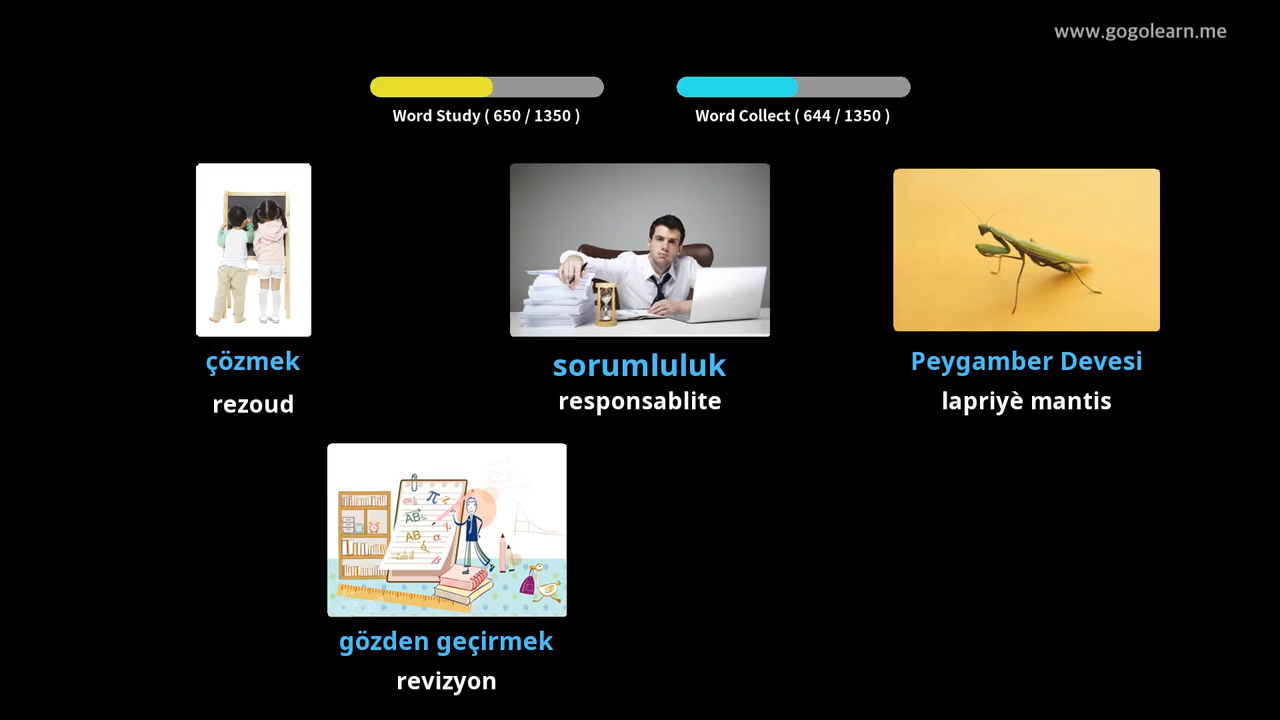 www.gogolearn.me
Word Study ( 650 / 1350 )
Word Collect ( 644 / 1350 )
çözmek
rezoud
sorumluluk
responsablite
Peygamber Devesi
lapriyè mantis
gözden geçirmek
revizyon